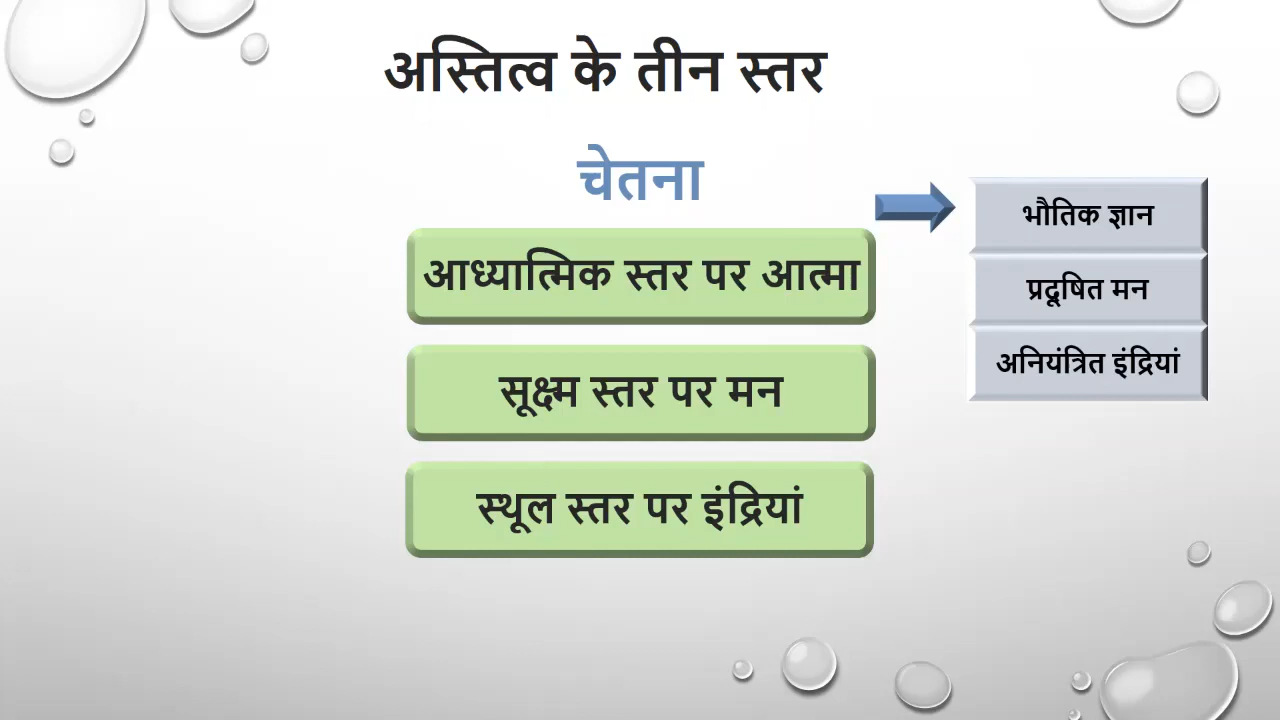 अस्तित्व के तीन स्तर
चेतना
आध्यात्मिक स्तर पर आत्मा
सूक्ष्म स्तर पर मन
स्थूल स्तर पर इंद्रियां
भौतिक ज्ञान
प्रदूषित मन
अनियंत्रित इंद्रियां